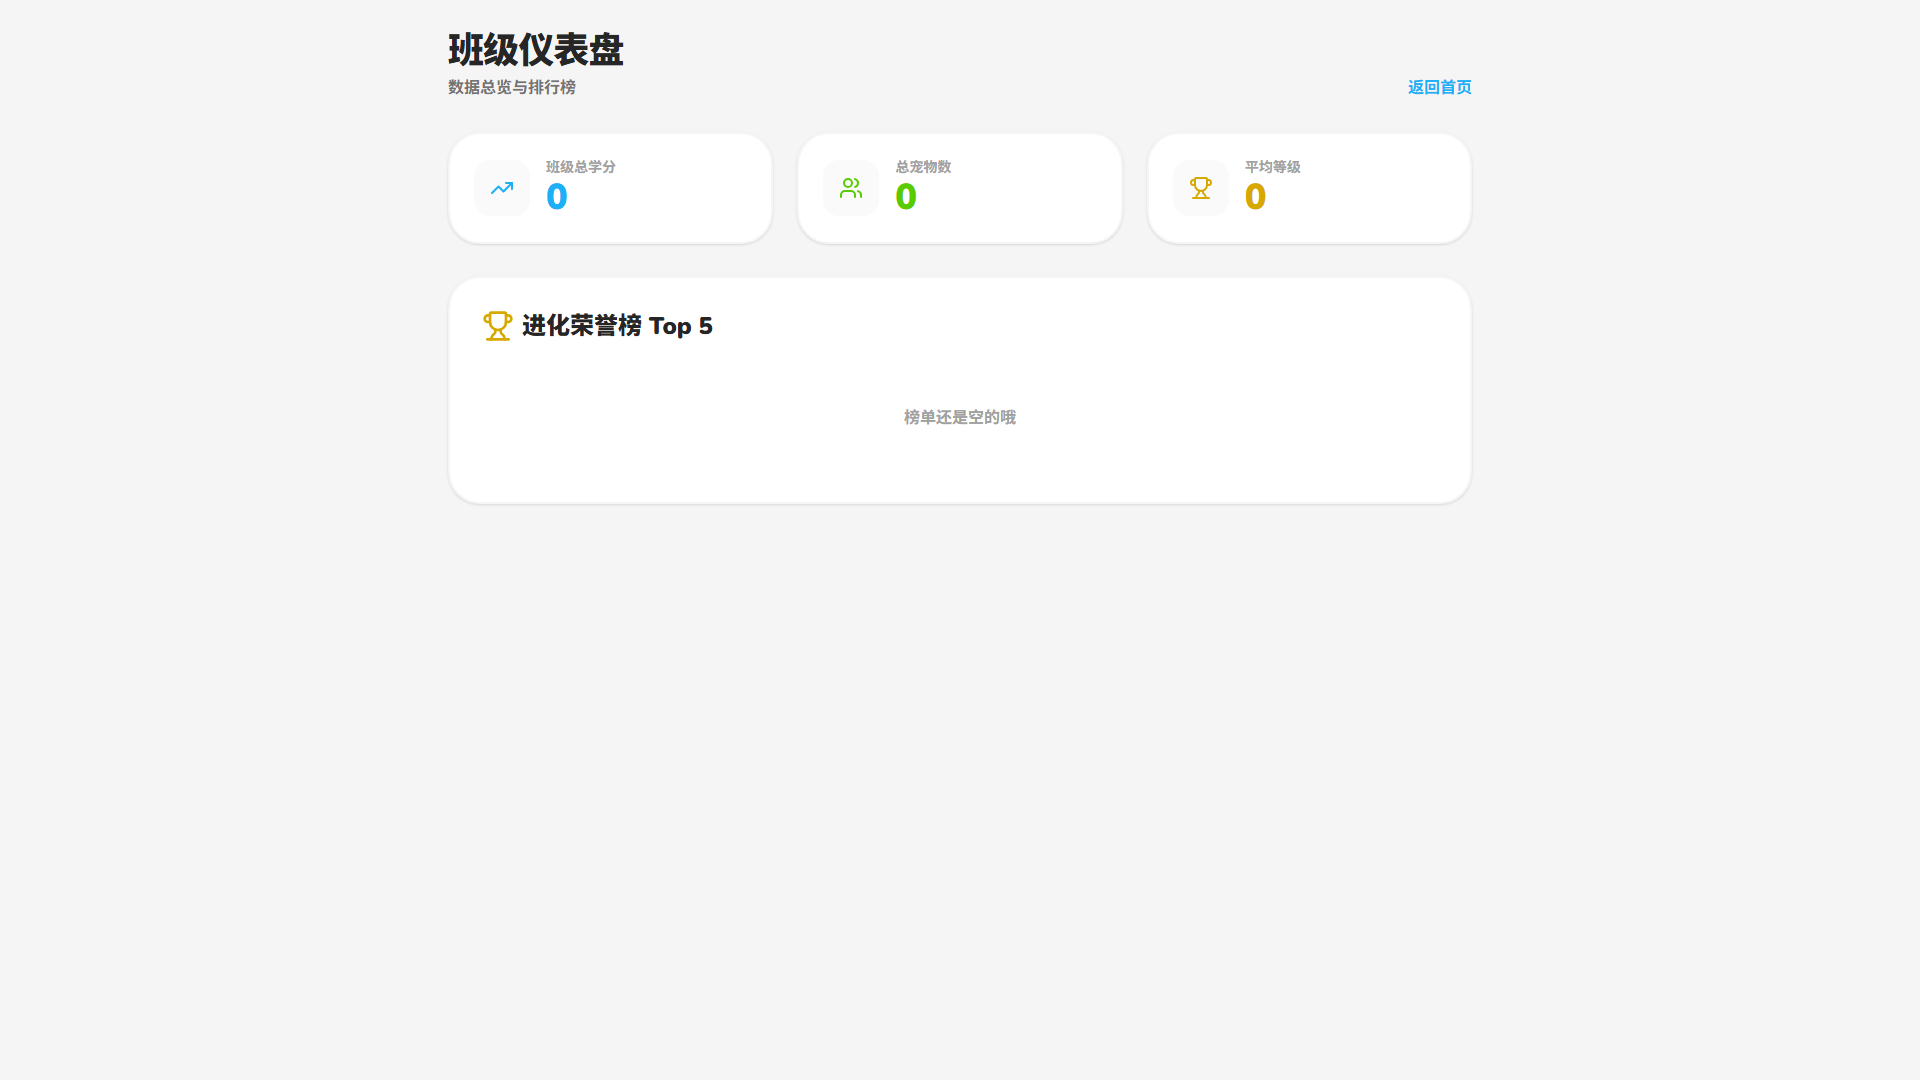 班级仪表盘
数据总览与排行榜
返回首页
班级总学分
0
总宠物数
0
平均等级
0
进化荣誉榜 Top 5
榜单还是空的哦